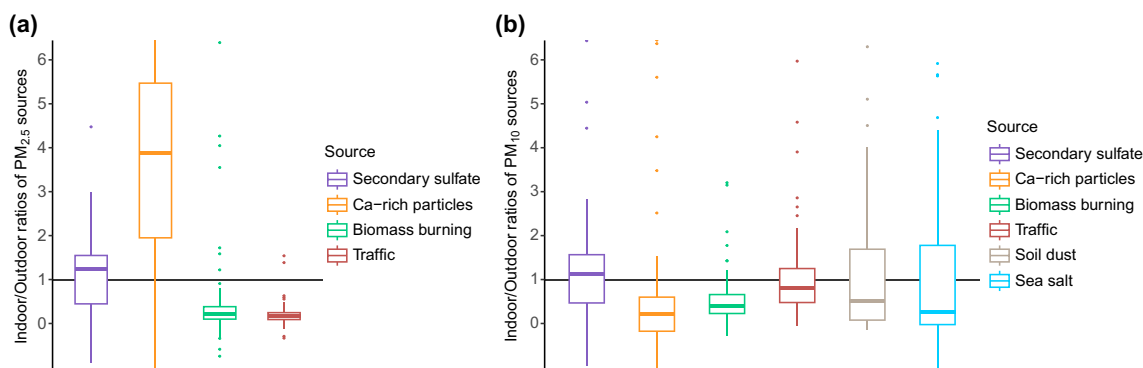 (a)
Indoor/Outdoor ratios of PM2.5 sources
6
5
4
3
2
1
0
Source
Secondary sulfate
Ca−rich particles
Biomass burning
Traffic
(b)
Indoor/Outdoor ratios of PM10 sources
6
5
4
3
2
1
0
Source
Secondary sulfate
Ca−rich particles
Biomass burning
Traffic
Soil dust
Sea salt